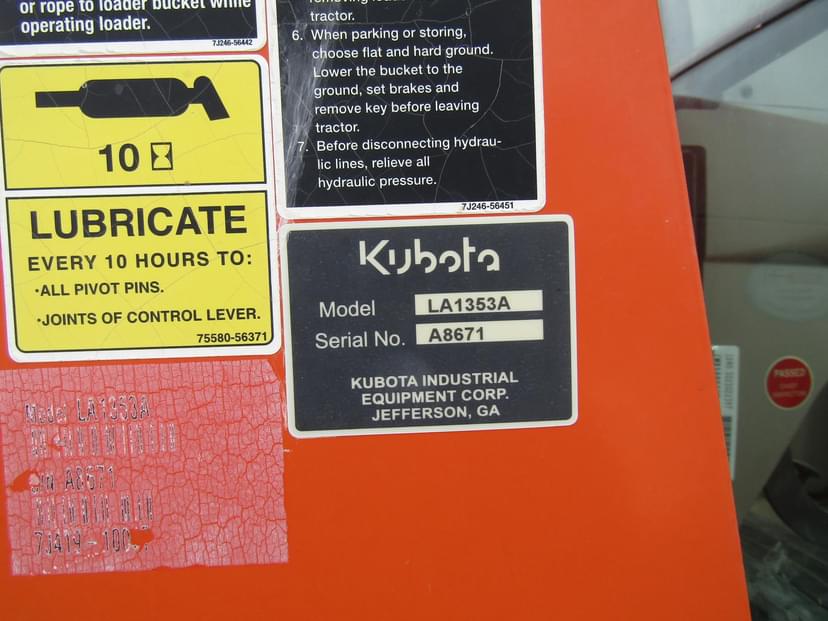 or rope to loader bucket while
operating loader.
7J246-56442
tractor.
6. When parking or storing,
choose flat and hard ground.
Lower the bucket to the
ground, set brakes and
remove key before leaving
tractor.
7. Before disconnecting hydrau-
lic lines, relieve all
hydraulic pressure.
7J246-56451
10
LUBRICATE
EVERY 10 HOURS TO:
·ALL PIVOT PINS.
·JOINTS OF CONTROL LEVER.
75580-56371
Kubota
Model LA1353A
Serial No. A8671
KUBOTA INDUSTRIAL
EQUIPMENT CORP.
JEFFERSON, GA
Model LA1353A
S/N A8671
PASSED